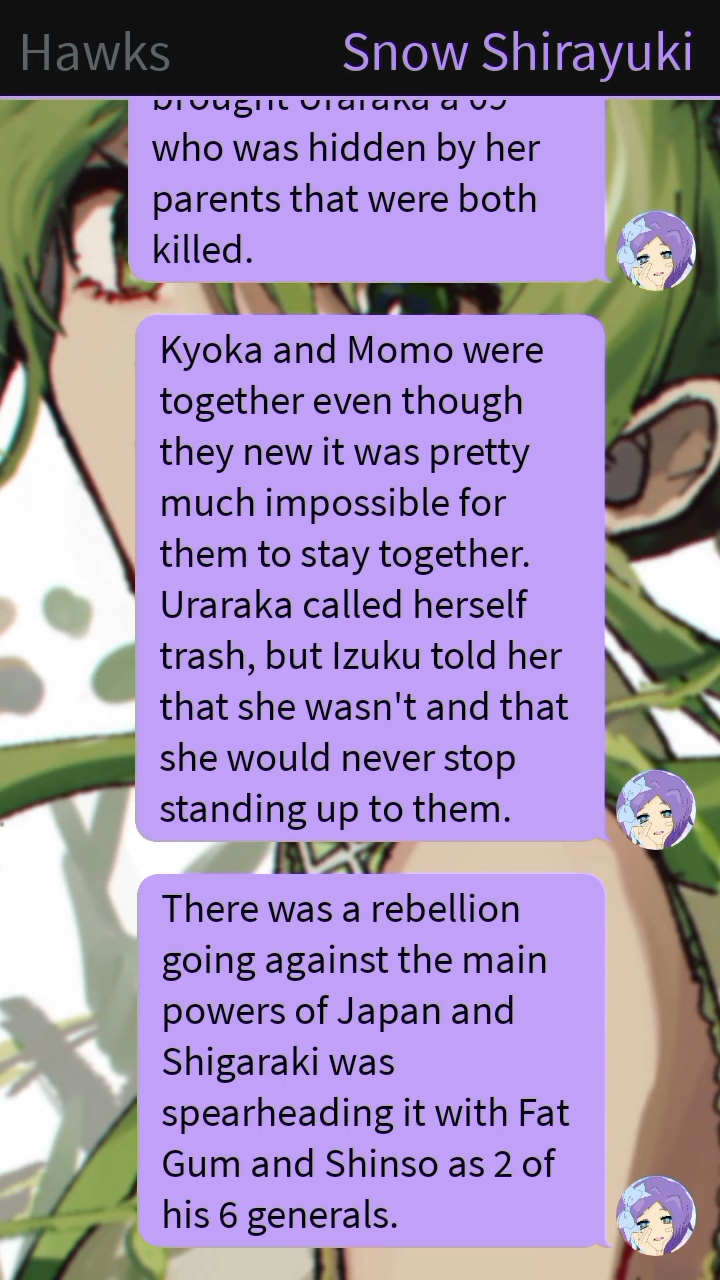 Hawks
Snow Shirayuki
brought Uraraka a 09
who was hidden by her
parents that were both
killed.
Kyoka and Momo were
together even though
they new it was pretty
much impossible for
them to stay together.
Uraraka called herself
trash, but Izuku told her
that she wasn't and that
she would never stop
standing up to them.
There was a rebellion
going against the main
powers of Japan and
Shigaraki was
spearheading it with Fat
Gum and Shinso as 2 of
his 6 generals.